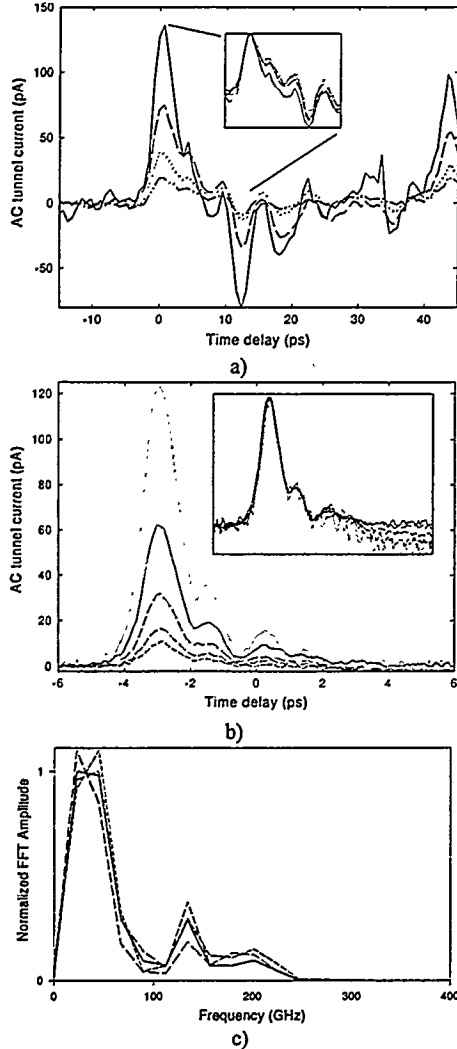 150
100
50
0
-50
AC tunnel current (pA)
-10 0 10 20 30 40
Time delay (ps)
a)
120
100
80
60
40
20
0
AC tunnel current (pA)
-6 -4 -2 0 2 4 6
Time delay (ps)
b)
1
0
Normalized FFT Amplitude
0 100 200 300 400
Frequency (GHz)
c)